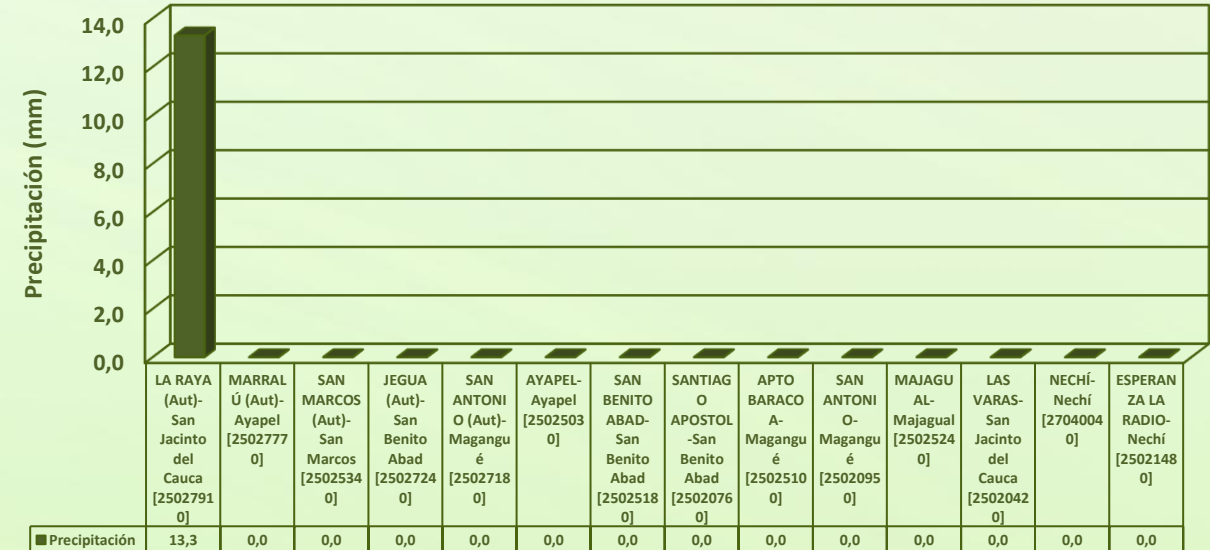 Precipitación (mm)
14,0
12,0
10,0
8,0
6,0
4,0
2,0
0,0
LA RAYA
(Aut)-
San
Jacinto
del
Cauca
[2502791
0]
MARRAL
Ú (Aut)-
Ayapel
[2502777
0]
SAN
MARCOS
(Aut)-
San
Marcos
[2502534
0]
JEGUA
(Aut)-
San
Benito
Abad
[2502724
0]
SAN
ANTONI
O (Aut)-
Magangu
é
[2502718
0]
AYAPEL-
Ayapel
[2502503
0]
SAN
BENITO
ABAD-
San
Benito
Abad
[2502518
0]
SANTIAG
O
APOSTOL
-San
Benito
Abad
[2502076
0]
APTO
BARACO
A-
Magangu
é
[2502510
0]
SAN
ANTONI
O-
Magangu
é
[2502095
0]
MAJAGU
AL-
Majagual
[2502524
0]
LAS
VARAS-
San
Jacinto
del
Cauca
[2502042
0]
NECHÍ-
Nechí
[2704004
0]
ESPERAN
ZA LA
RADIO-
Nechí
[2502148
0]
Precipitación 13,3 0,0 0,0 0,0 0,0 0,0 0,0 0,0 0,0 0,0 0,0 0,0 0,0 0,0